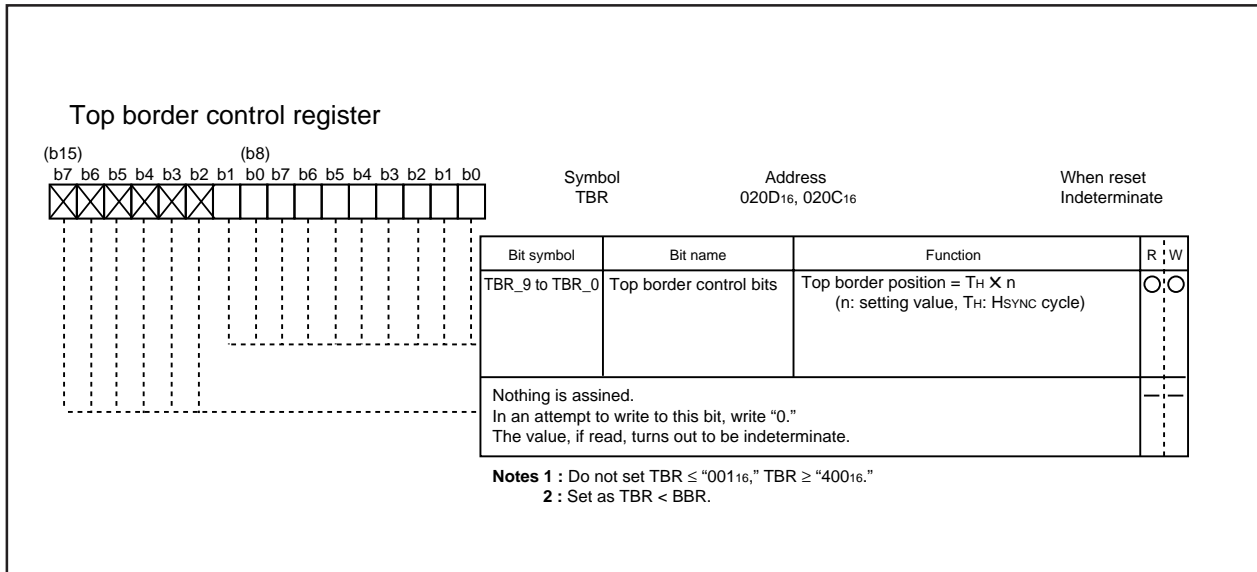 Top border control register
(b15) (b8)
b7 b6 b5 b4 b3 b2 b1 b0 b7 b6 b5 b4 b3 b2 b1 b0
Symbol Address When reset
TBR 020D16, 020C16 Indeterminate
Bit symbol Bit name Function R W
TBR_9 to TBR_0 Top border control bits Top border position = TH X n
(n: setting value, TH: HSYNC cycle)
Nothing is assined.
In an attempt to write to this bit, write “0.”
The value, if read, turns out to be indeterminate.
Notes 1 : Do not set TBR ≤ “00116,” TBR ≥ “40016.”
2 : Set as TBR < BBR.